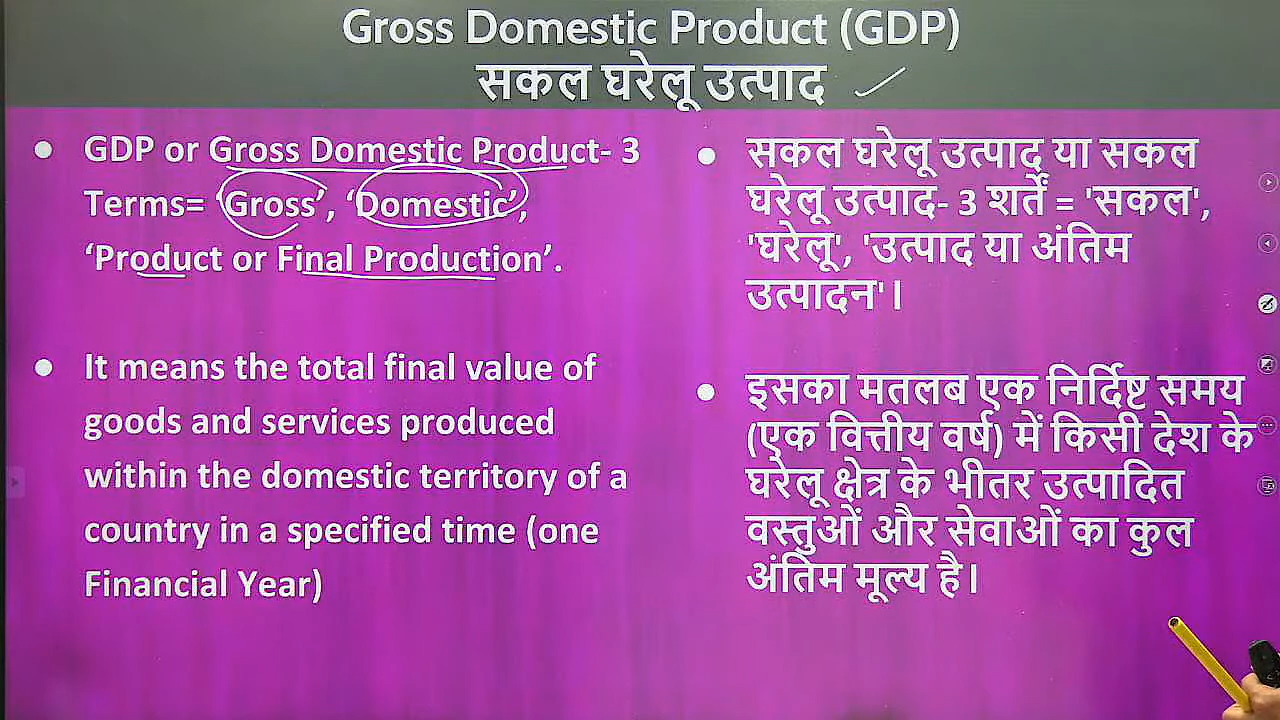 Gross Domestic Product (GDP)
सकल घरेलू उत्पाद
GDP or Gross Domestic Product- 3
Terms= ‘Gross’, ‘Domestic’,
‘Product or Final Production’.
It means the total final value of
goods and services produced
within the domestic territory of a
country in a specified time (one
Financial Year)
सकल घरेलू उत्पाद या सकल
घरेलू उत्पाद- 3 शर्तें = 'सकल',
'घरेलू', 'उत्पाद या अंतिम
उत्पादन'।
इसका मतलब एक निर्दिष्ट समय
(एक वित्तीय वर्ष) में किसी देश के
घरेलू क्षेत्र के भीतर उत्पादित
वस्तुओं और सेवाओं का कुल
अंतिम मूल्य है।